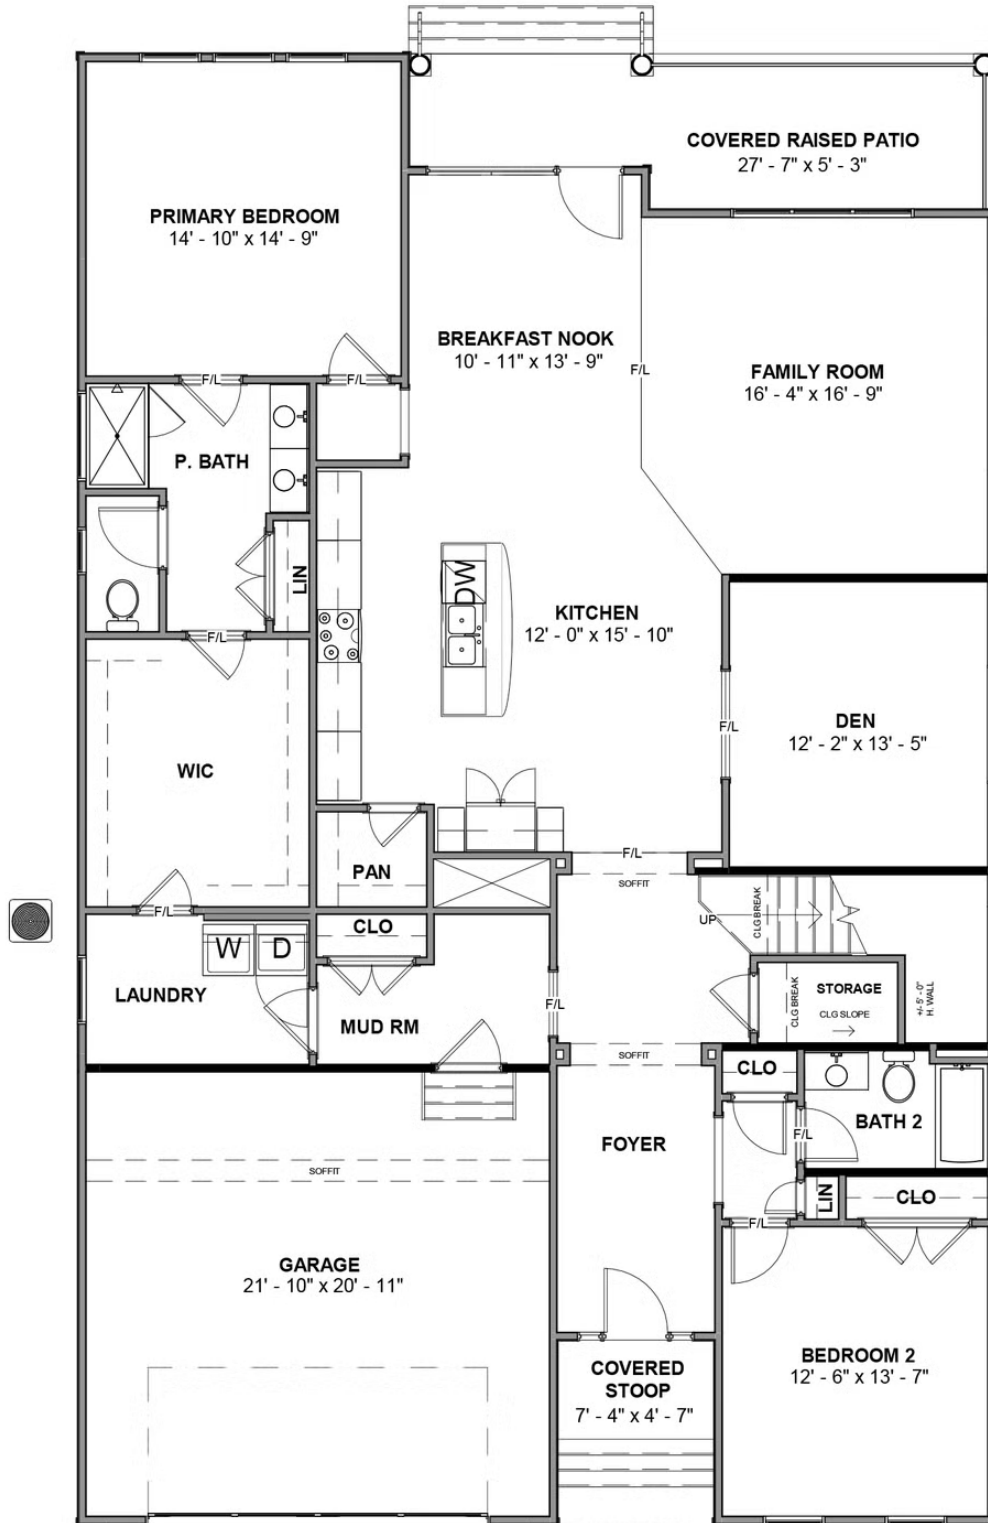 COVERED RAISED PATIO
27' - 7" x 5' - 3"
PRIMARY BEDROOM
14' - 10" x 14' - 9"
BREAKFAST NOOK
10' - 11" x 13' - 9"
F/L
FAMILY ROOM
16' - 4" x 16' - 9"
F/L
F/L
P. BATH
LIN
DW
KITCHEN
12' - 0" x 15' - 10"
F/L
DEN
12' - 2" x 13' - 5"
F/L
WIC
PAN
F/L
SOFFIT
F/L
UP
CLG BREAK
CLO
W
D
LAUNDRY
MUD RM
F/L
STORAGE
CLG BREAK
CLG SLOPE
+/- 5' - 0"
H. WALL
SOFFIT
CLO
BATH 2
F/L
FOYER
SOFFIT
LIN
CLO
F/L
GARAGE
21' - 10" x 20' - 11"
COVERED
STOOP
7' - 4" x 4' - 7"
BEDROOM 2
12' - 6" x 13' - 7"